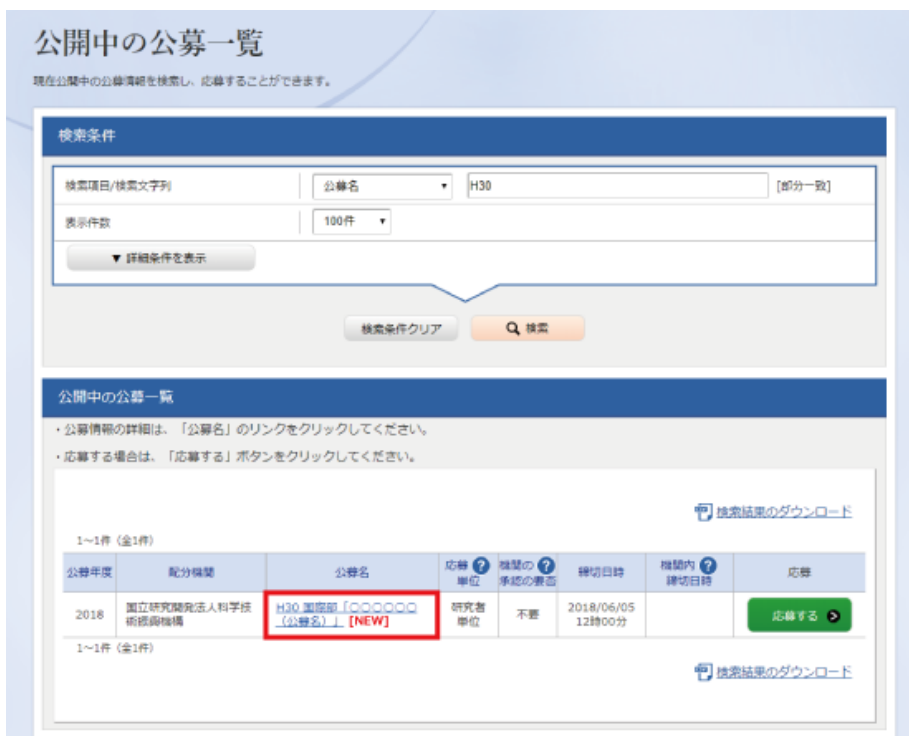 公開中の公募一覧
現在公開中の公募情報を検索し、応募することができます。
検索条件
検索項目/検索文字列 公募名 ▼ H30 [部分一致]
表示件数 100件 ▼
▼ 詳細条件を表示
検索条件クリア 検索
公開中の公募一覧
・公募情報の詳細は、「公募名」のリンクをクリックしてください。
・応募する場合は、「応募する」ボタンをクリックしてください。
検索結果のダウンロード
1~1件 (全1件)
公募年度 配分機関 公募名 応募 ? 単位 機関の ? 承認の要否 締切日時 機関内 ? 締切日時 応募
2018 国立研究開発法人科学技術振興機構 H30 国際部「○○○○○○（公募名）」 [NEW] 研究者単位 不要 2018/06/05 12時00分 応募する
1~1件 (全1件)
検索結果のダウンロード